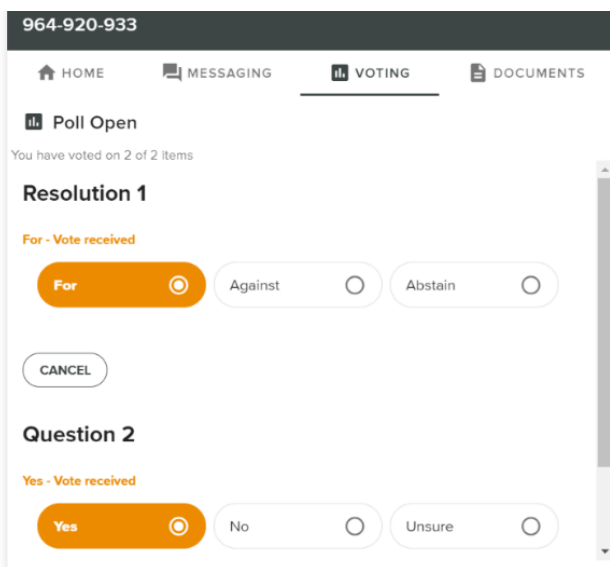 964-920-933
HOME MESSAGING VOTING DOCUMENTS
Poll Open
You have voted on 2 of 2 items
Resolution 1
For - Vote received
For Against Abstain
CANCEL
Question 2
Yes - Vote received
Yes No Unsure